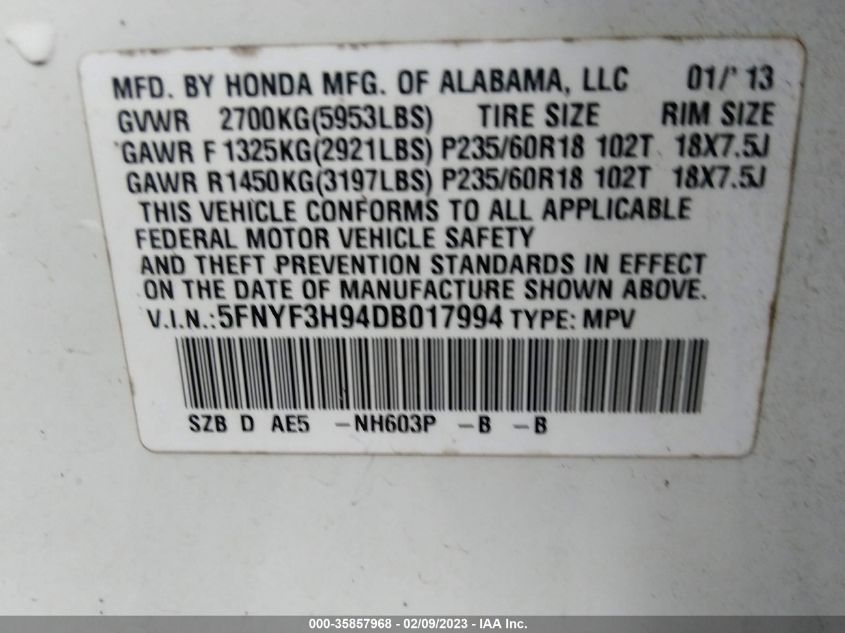 MFD. BY HONDA MFG. OF ALABAMA, LLC 01/'13
GVWR 2700KG(5953LBS) TIRE SIZE RIM SIZE
GAWR F 1325KG(2921LBS) P235/60R18 102T 18X7.5J
GAWR R1450KG(3197LBS) P235/60R18 102T 18X7.5J
THIS VEHICLE CONFORMS TO ALL APPLICABLE
FEDERAL MOTOR VEHICLE SAFETY
AND THEFT PREVENTION STANDARDS IN EFFECT
ON THE DATE OF MANUFACTURE SHOWN ABOVE.
V.I.N.:5FNYF3H94DB017994 TYPE: MPV
SZB D AE5 -NH603P -B -B
000-35857968 - 02/09/2023 - IAAI Inc.